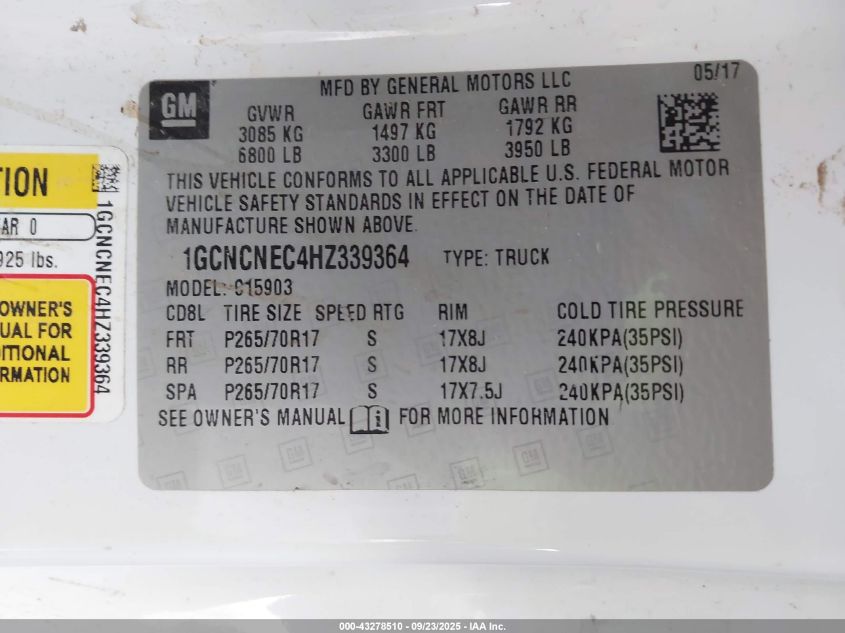 GM
MFD BY GENERAL MOTORS LLC
05/17
GVWR GAWR FRT GAWR RR
3085 KG 1497 KG 1792 KG
6800 LB 3300 LB 3950 LB
THIS VEHICLE CONFORMS TO ALL APPLICABLE U.S. FEDERAL MOTOR
VEHICLE SAFETY STANDARDS IN EFFECT ON THE DATE OF
MANUFACTURE SHOWN ABOVE.
1GCNCNEC4HZ339364 TYPE: TRUCK
MODEL: C15903
CD8L TIRE SIZE SPEED RTG RIM COLD TIRE PRESSURE
FRT P265/70R17 S 17X8J 240KPA(35PSI)
RR P265/70R17 S 17X8J 240KPA(35PSI)
SPA P265/70R17 S 17X7.5J 240KPA(35PSI)
SEE OWNER'S MANUAL FOR MORE INFORMATION
TION
AR 0
925 lbs.
OWNER'S
UAL FOR
DITIONAL
RMATION
1GCNCNEC4HZ339364
000-43278510 - 09/23/2025 - IAA Inc.